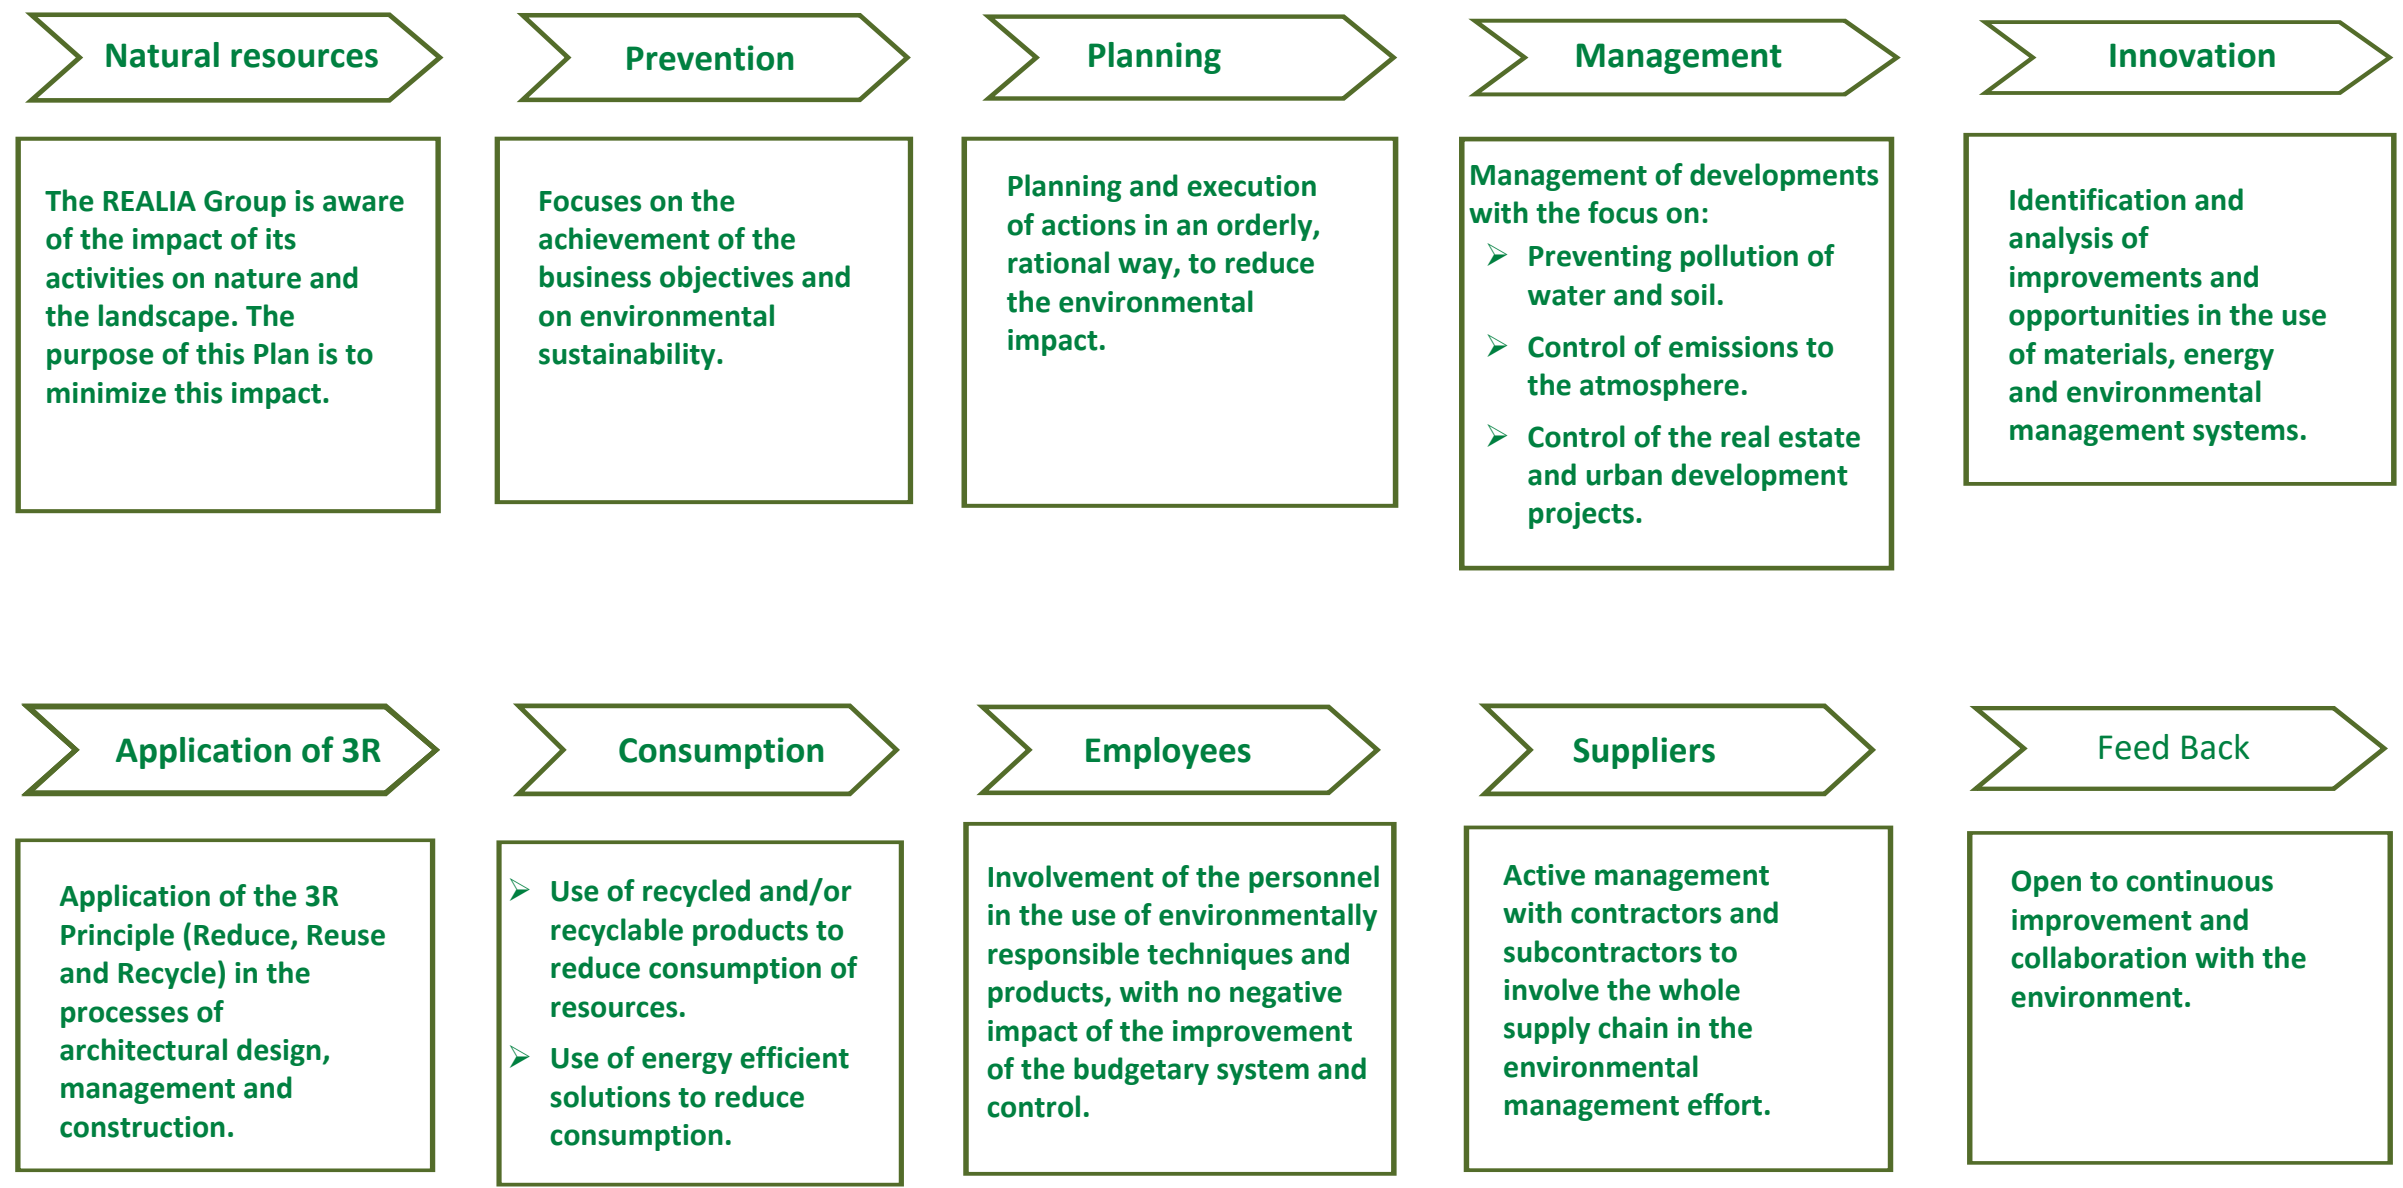 Natural resources
The REALIA Group is aware
of the impact of its
activities on nature and
the landscape. The
purpose of this Plan is to
minimize this impact.
Prevention
Focuses on the
achievement of the
business objectives and
on environmental
sustainability.
Planning
Planning and execution
of actions in an orderly,
rational way, to reduce
the environmental
impact.
Management
Management of developments
with the focus on:
➢ Preventing pollution of
water and soil.
➢ Control of emissions to
the atmosphere.
➢ Control of the real estate
and urban development
projects.
Innovation
Identification and
analysis of
improvements and
opportunities in the use
of materials, energy
and environmental
management systems.
Application of 3R
Application of the 3R
Principle (Reduce, Reuse
and Recycle) in the
processes of
architectural design,
management and
construction.
Consumption
➢ Use of recycled and/or
recyclable products to
reduce consumption of
resources.
➢ Use of energy efficient
solutions to reduce
consumption.
Employees
Involvement of the personnel
in the use of environmentally
responsible techniques and
products, with no negative
impact of the improvement
of the budgetary system and
control.
Suppliers
Active management
with contractors and
subcontractors to
involve the whole
supply chain in the
environmental
management effort.
Feed Back
Open to continuous
improvement and
collaboration with the
environment.